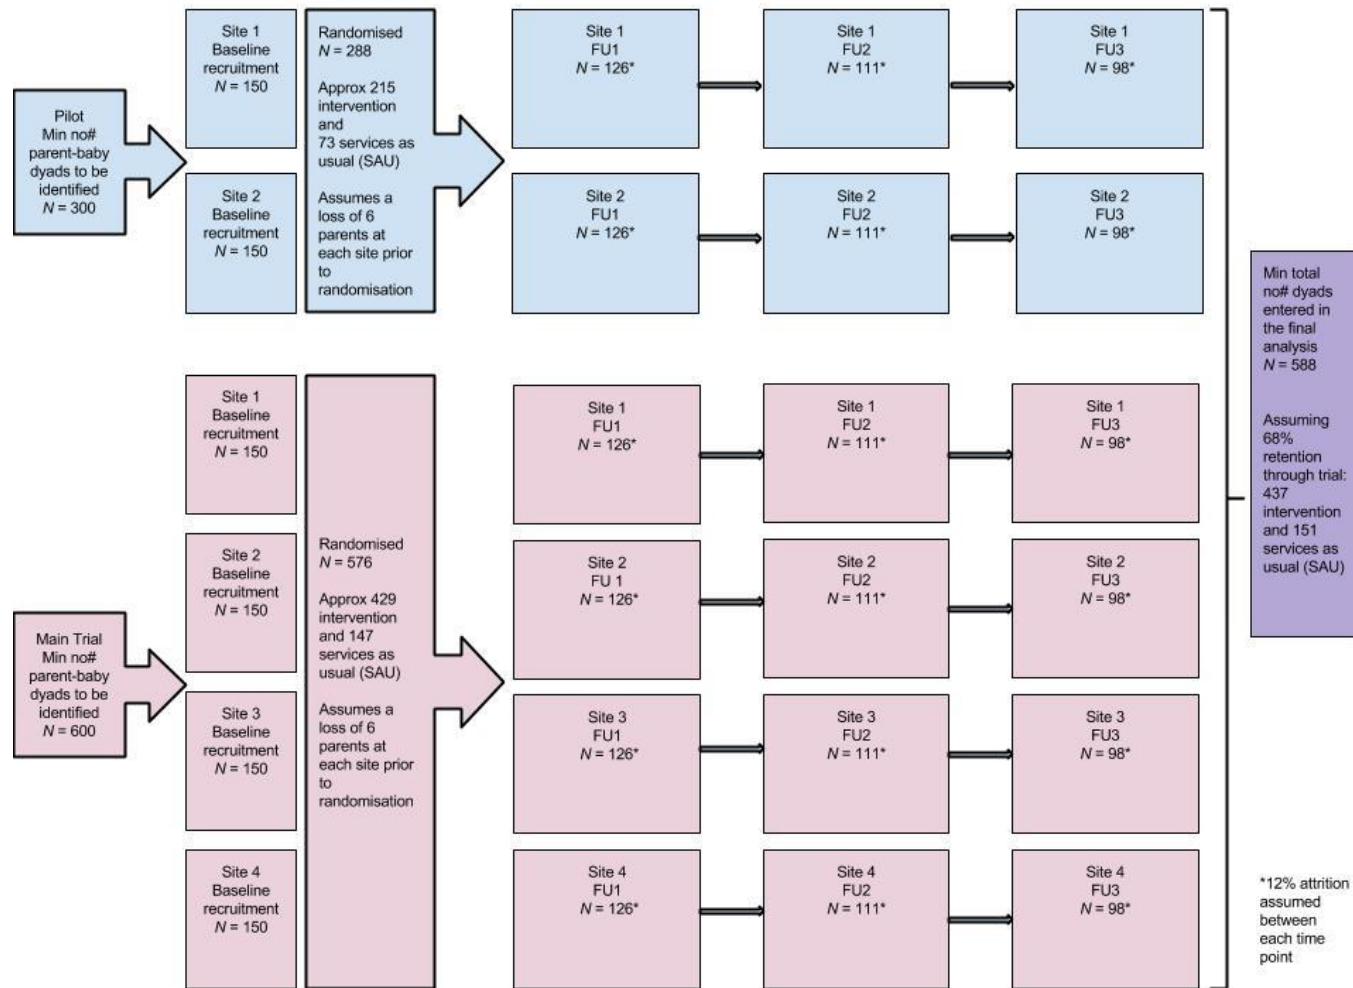 Pilot
Min no#
parent-baby
dyads to be
identified
N = 300
Site 1
Baseline
recruitment
N = 150
Site 2
Baseline
recruitment
N = 150
Randomised
N = 288
Approx 215
intervention
and
73 services as
usual (SAU)
Assumes a
loss of 6
parents at
each site prior
to
randomisation
Site 1
FU1
N = 126*
Site 1
FU2
N = 111*
Site 1
FU3
N = 98*
Site 2
FU1
N = 126*
Site 2
FU2
N = 111*
Site 2
FU3
N = 98*
Main Trial
Min no#
parent-baby
dyads to be
identified
N = 600
Site 1
Baseline
recruitment
N = 150
Site 2
Baseline
recruitment
N = 150
Site 3
Baseline
recruitment
N = 150
Site 4
Baseline
recruitment
N = 150
Randomised
N = 576
Approx 429
intervention
and 147
services as
usual (SAU)
Assumes a
loss of 6
parents at
each site prior
to
randomisation
Site 1
FU1
N = 126*
Site 1
FU2
N = 111*
Site 1
FU3
N = 98*
Site 2
FU 1
N = 126*
Site 2
FU2
N = 111*
Site 2
FU3
N = 98*
Site 3
FU1
N = 126*
Site 3
FU2
N = 111*
Site 3
FU3
N = 98*
Site 4
FU1
N = 126*
Site 4
FU2
N = 111*
Site 4
FU3
N = 98*
Min total
no# dyads
entered in
the final
analysis
N = 588
Assuming
68%
retention
through trial:
437
intervention
and 151
services as
usual (SAU)
*12% attrition
assumed
between
each time
point